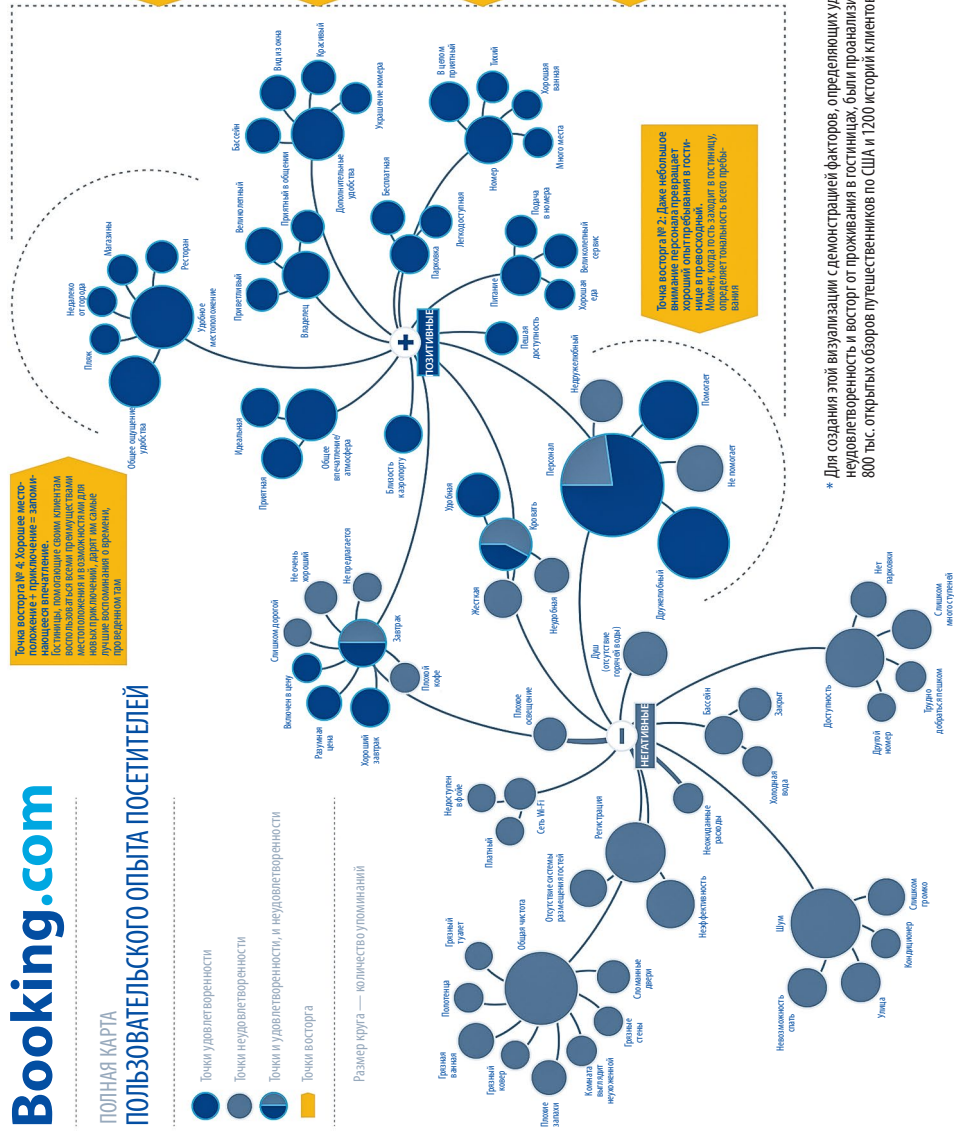 Booking.com
ПОЛНАЯ КАРТА
ПОЛЬЗОВАТЕЛЬСКОГО ОПЫТА ПОСЕТИТЕЛЕЙ
Точки удовлетворенности
Точки неудовлетворенности
Точки и удовлетворенности, и неудовлетворенности
Точки восторга
Размер круга — количество упоминаний
Точка восторга № 4: Хорошее место-
положение + приключение = запоми-
нающееся впечатление.
Гостиницы, помогающие своим клиентам
воспользоваться всеми преимуществами
местоположения и возможностями для
новых приключений, дарят им самые
лучшие воспоминания о времени,
проведенном там
Общее ощущение
удобства
Пляж
Недалеко
от города
Магазины
Ресторан
Удобное
местоположение
Приветливый
Великолепный
Приятный в общении
Владелец
Бассейн
Вид из окна
Красивый
Украшение номера
Дополнительные
удобства
Приятная
Идеальная
Общее
впечатление/
атмосфера
Близость
к аэропорту
+
ПОЗИТИВНЫЕ
Бесплатная
Легкодоступная
Парковка
В целом
приятный
Тихий
Хорошая
ванная
Много места
Номер
Подача
в номера
Великолепный
сервис
Хорошая
еда
Питание
Пешая
доступность
Включен в цену
Слишком дорогой
Не очень
хороший
Не предлагается
Разумная
цена
Хороший
завтрак
Плохой
кофе
Завтрак
Удобная
Жесткая
Неудобная
Кровать
Персонал
Недружелюбный
Помогает
Не помогает
Дружелюбный
Точка восторга № 2: Даже небольшое
внимание персонала превращает
хороший опыт пребывания в гости-
нице в превосходный.
Момент, когда гость заходит в гостиницу,
определяет тональность всего пребы-
вания
Плохое
освещение
Душ
(отсутствие
горячей воды)
–
НЕГАТИВНЫЕ
Недоступен
в фойе
Платный
Сеть Wi-Fi
Регистрация
Отсутствие системы
размещения гостей
Неэффективность
Неожиданные
расходы
Бассейн
Закрыт
Холодная
вода
Общая чистота
Грязный
туалет
Полотенца
Грязная
ванная
Грязный
ковер
Плохие
запахи
Комната
выглядит
неухоженной
Грязные
стены
Сломанные
двери
Шум
Невозможность
спать
Улица
Кондиционер
Слишком
громко
Доступность
Нет
парковки
Слишком
много ступеней
Трудно
добраться пешком
Другой
номер
* Для создания этой визуализации с демонстрацией факторов, определяющих
неудовлетворенность и восторг от проживания в гостиницах, были
800 тыс. открытых обзоров путешественников по США и 1200 историй клиентов